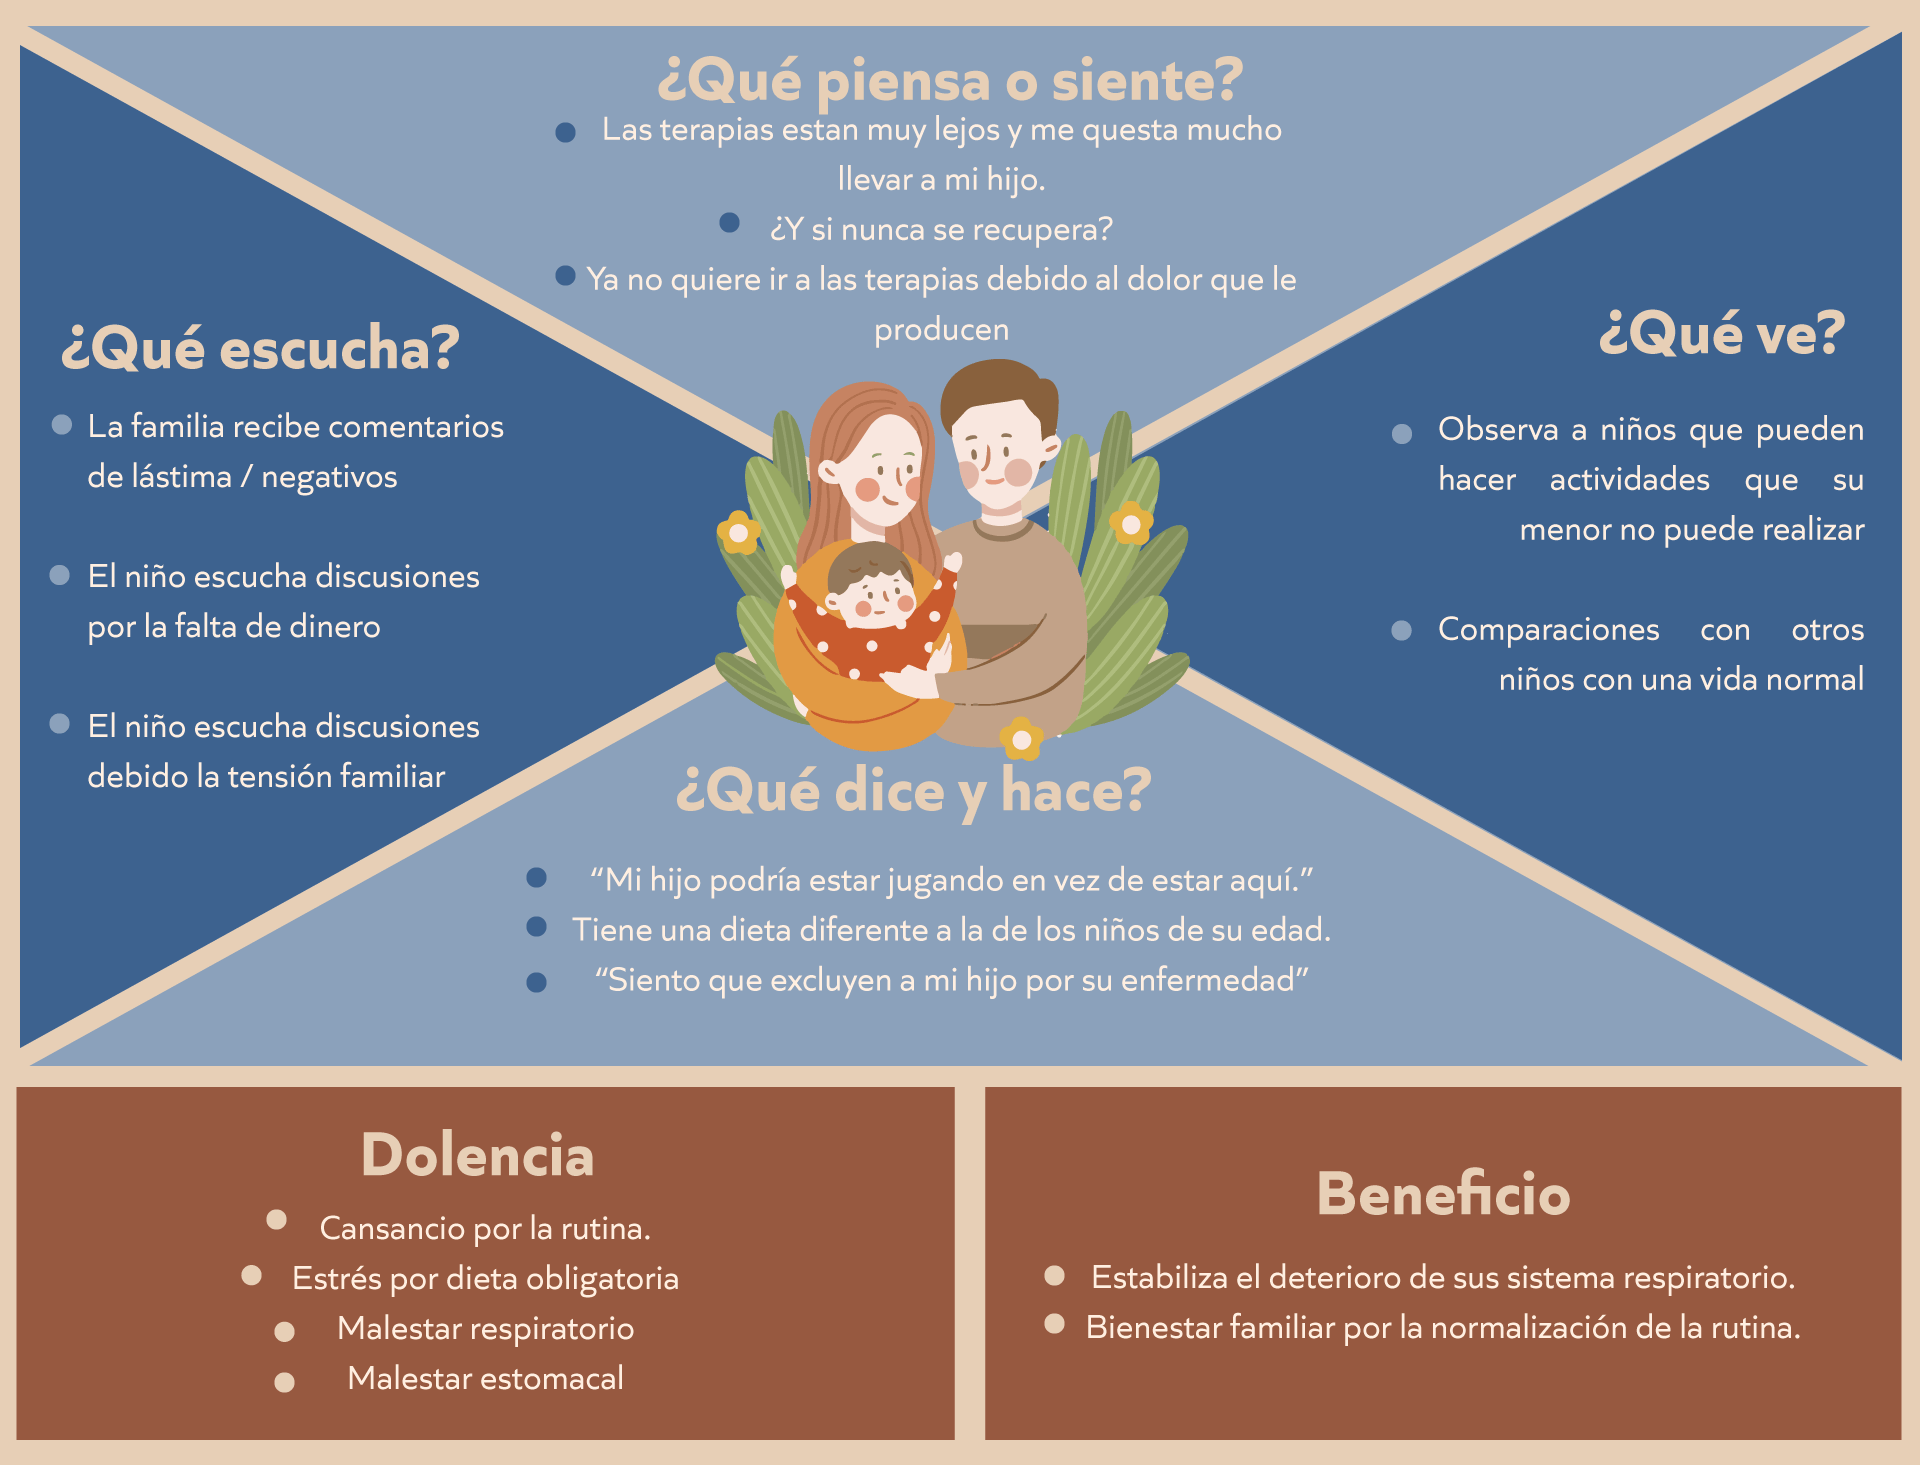 ¿Qué piensa o siente?
Las terapias estan muy lejos y me questa mucho
llevar a mi hijo.
¿Y si nunca se recupera?
Ya no quiere ir a las terapias debido al dolor que le
producen
¿Qué escucha?
La familia recibe comentarios
de lástima / negativos
El niño escucha discusiones
por la falta de dinero
El niño escucha discusiones
debido la tensión familiar
¿Qué ve?
Observa a niños que pueden
hacer actividades que su
menor no puede realizar
Comparaciones con otros
niños con una vida normal
¿Qué dice y hace?
“Mi hijo podría estar jugando en vez de estar aquí.”
Tiene una dieta diferente a la de los niños de su edad.
“Siento que excluyen a mi hijo por su enfermedad”
Dolencia
Cansancio por la rutina.
Estrés por dieta obligatoria
Malestar respiratorio
Malestar estomacal
Beneficio
Estabiliza el deterioro de sus sistema respiratorio.
Bienestar familiar por la normalización de la rutina.